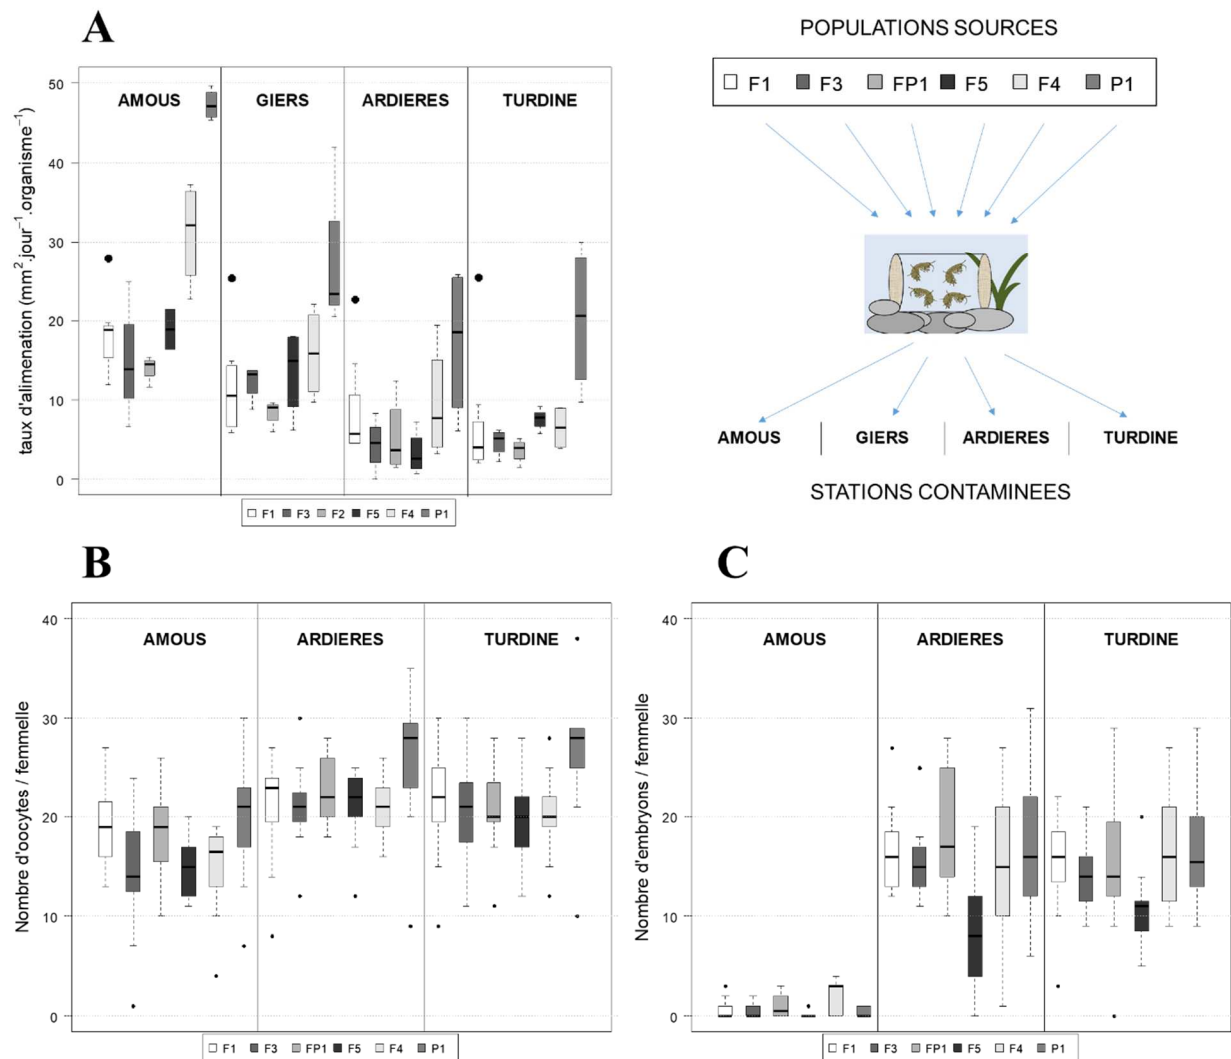 A
taux d'alimenation (mm².jour⁻¹.organisme⁻¹)
50
40
30
20
10
0
AMOUS GIERS ARDIERES TURDINE
F1 F3 F2 F5 F4 P1
POPULATIONS SOURCES
F1 F3 FP1 F5 F4 P1
AMOUS GIERS ARDIERES TURDINE
STATIONS CONTAMINEES
B
Nombre d'oocytes / femmelle
40
30
20
10
0
AMOUS ARDIERES TURDINE
F1 F3 FP1 F5 F4 P1
C
Nombre d'embryons / femmelle
40
30
20
10
0
AMOUS ARDIERES TURDINE
F1 F3 FP1 F5 F4 P1